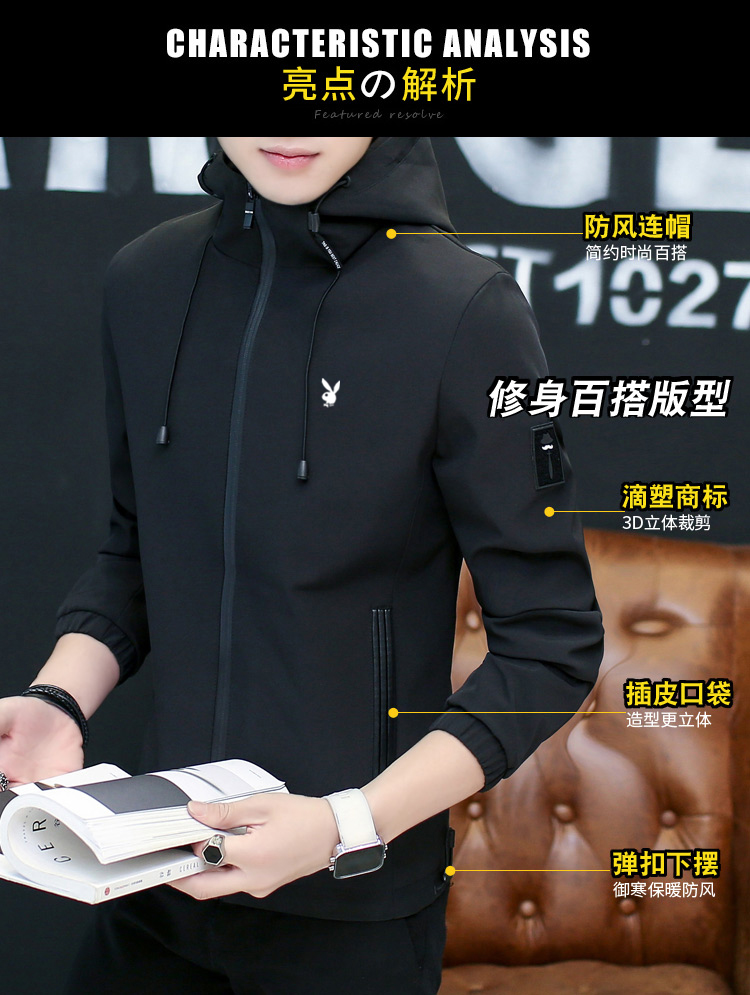 CHARACTERISTIC ANALYSIS
亮点の解析
Featured resolve
防风连帽
简约时尚百搭
T1027
修身百搭版型
滴塑商标
3D立体裁剪
插皮口袋
造型更立体
CER
弹扣下摆
御寒保暖防风